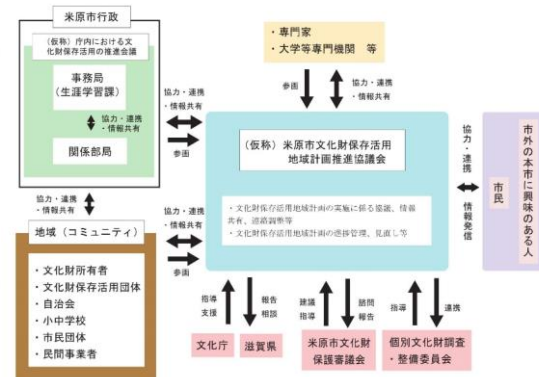 米原市行政
(仮称)庁内における文
化財保存活用の推進会議
事務局
(生涯学習課)
協力・連携
・情報共有
関係部局
協力・連携
・情報共有
参画
・専門家
・大学等専門機関 等
参画
協力・連携
・情報共有
(仮称)米原市文化財保存活用
地域計画推進協議会
・文化財保存活用地域計画の実施に係る協議、情報
共有、連絡調整等
・文化財保存活用地域計画の進捗管理、見直し等
協力・連携
情報発信
市民
市外の本市に興味のある人
協力・連携
・情報共有
地域(コミュニティ)
・文化財所有者
・文化財保存活用団体
・自治会
・小中学校
・市民団体
・民間事業者
協力・連携
・情報共有
参画
指導
支援
報告
相談
文化庁
滋賀県
建議
指導
諮問
報告
米原市文化財
保護審議会
指導
連携
個別文化財調査
・整備委員会